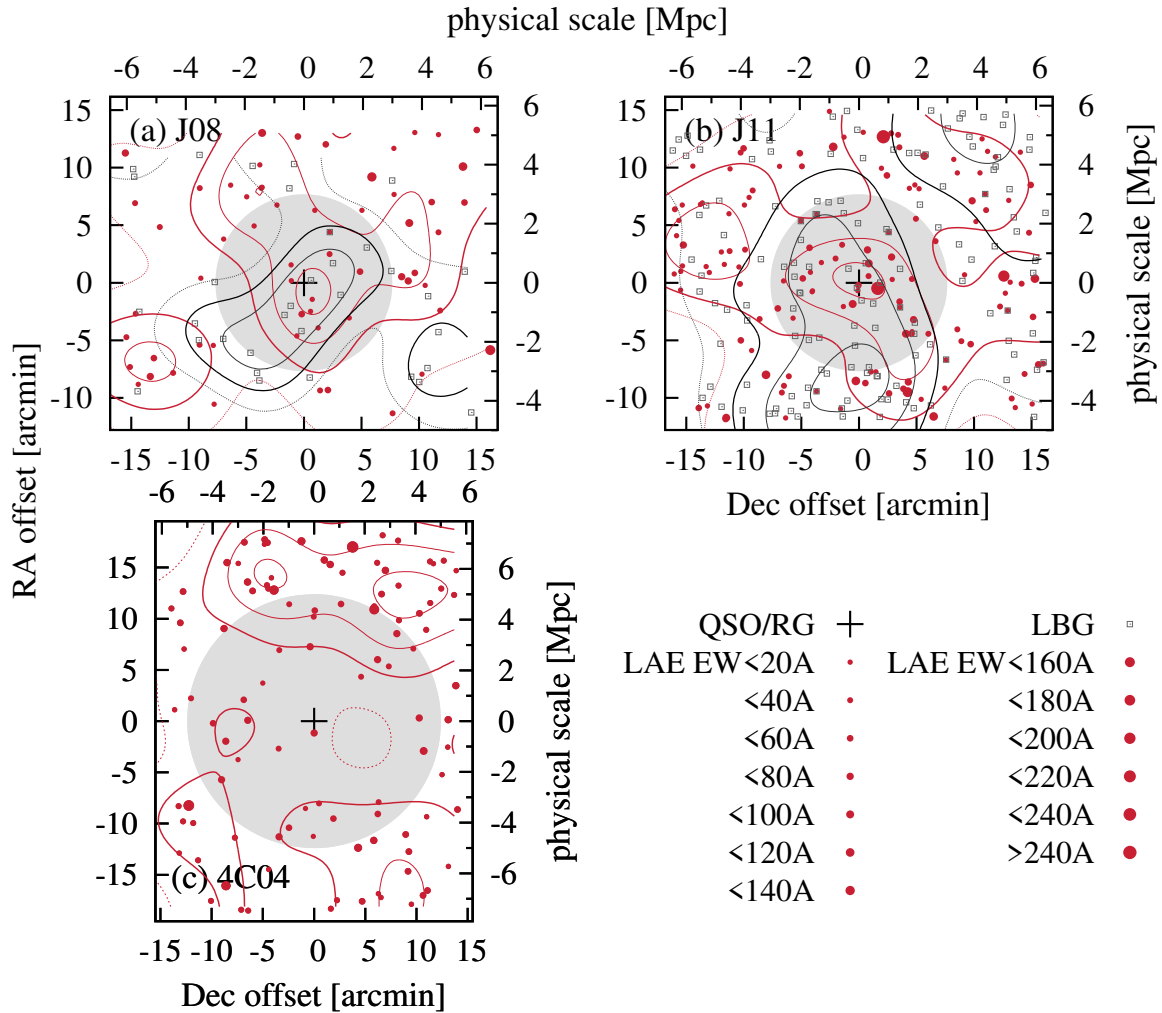 physical scale [Mpc]
-6 -4 -2 0 2 4 6
-6 -4 -2 0 2 4 6
(a) J08
(b) J11
15
10
5
0
-5
-10
6
4
2
0
-2
-4
15
10
5
0
-5
-10
6
4
2
0
-2
-4
physical scale [Mpc]
RA offset [arcmin]
-15 -10 -5 0 5 10 15
-15 -10 -5 0 5 10 15
Dec offset [arcmin]
-6 -4 -2 0 2 4 6
15
10
5
0
-5
-10
-15
6
4
2
0
-2
-4
-6
physical scale [Mpc]
(c) 4C04
-15 -10 -5 0 5 10 15
Dec offset [arcmin]
QSO/RG
LAE EW<20A
<40A
<60A
<80A
<100A
<120A
<140A
LBG
LAE EW<160A
<180A
<200A
<220A
<240A
>240A